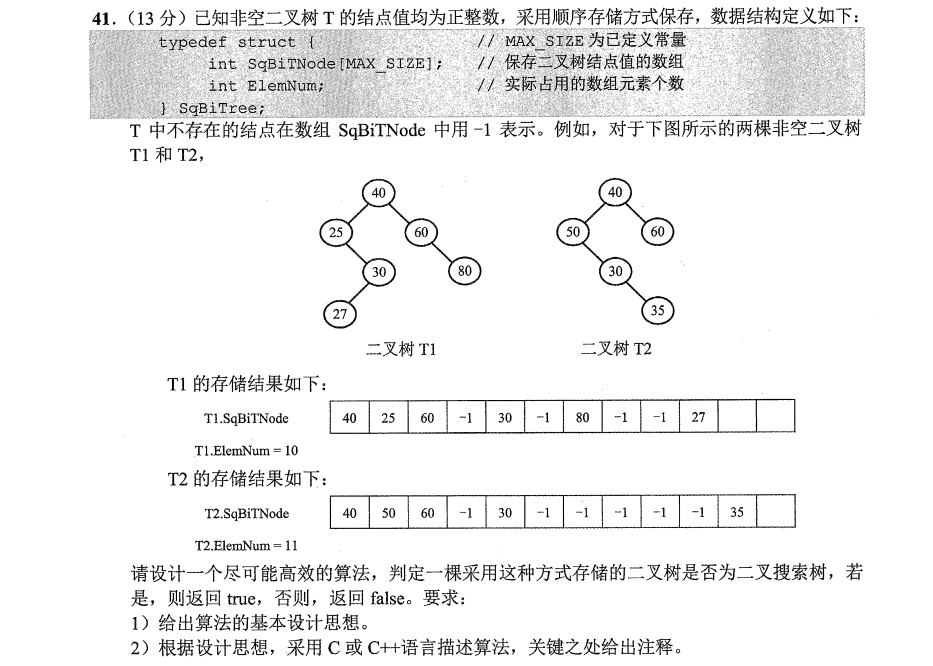 41.（13 分）已知非空二叉树 T 的结点值均为正整数，采用顺序存储方式保存，数据结构定义如下：
typedef struct { // MAX_SIZE 为已定义常量
int SqBiTNode[MAX_SIZE]; // 保存二叉树结点值的数组
int ElemNum; // 实际占用的数组元素个数
} SqBiTree;
T 中不存在的结点在数组 SqBiTNode 中用 -1 表示。例如，对于下图所示的两棵非空二叉树
T1 和 T2，
40 40
25 60 50 60
30 80 30
27 35
二叉树 T1 二叉树 T2
T1 的存储结果如下：
T1.SqBiTNode 40 25 60 -1 30 -1 80 -1 -1 27
T1.ElemNum = 10
T2 的存储结果如下：
T2.SqBiTNode 40 50 60 -1 30 -1 -1 -1 -1 -1 35
T2.ElemNum = 11
请设计一个尽可能高效的算法，判定一棵采用这种方式存储的二叉树是否为二叉搜索树，若
是，则返回 true，否则，返回 false。要求：
1）给出算法的基本设计思想。
2）根据设计思想，采用 C 或 C++语言描述算法，关键之处给出注释。